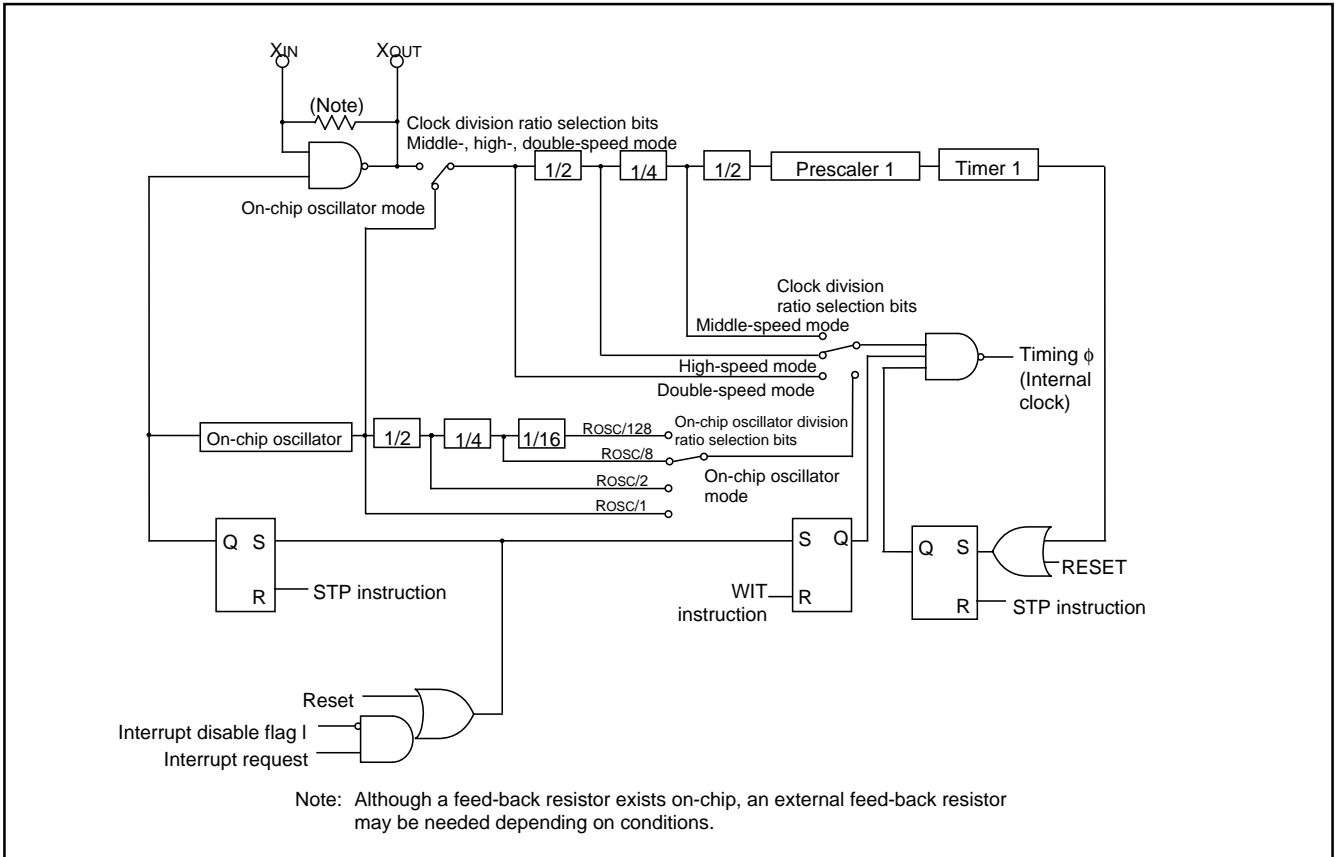 XIN
XOUT
(Note)
Clock division ratio selection bits
Middle-, high-, double-speed mode
1/2
1/4
1/2
Prescaler 1
Timer 1
On-chip oscillator mode
Clock division
ratio selection bits
Middle-speed mode
High-speed mode
Double-speed mode
Timing ϕ
(Internal
clock)
On-chip oscillator
1/2
1/4
1/16
ROSC/128
ROSC/8
ROSC/2
ROSC/1
On-chip oscillator division
ratio selection bits
On-chip oscillator
mode
Q S
R
STP instruction
S Q
R
WIT
instruction
Q S
R
RESET
STP instruction
Reset
Interrupt disable flag I
Interrupt request
Note: Although a feed-back resistor exists on-chip, an external feed-back resistor
may be needed depending on conditions.